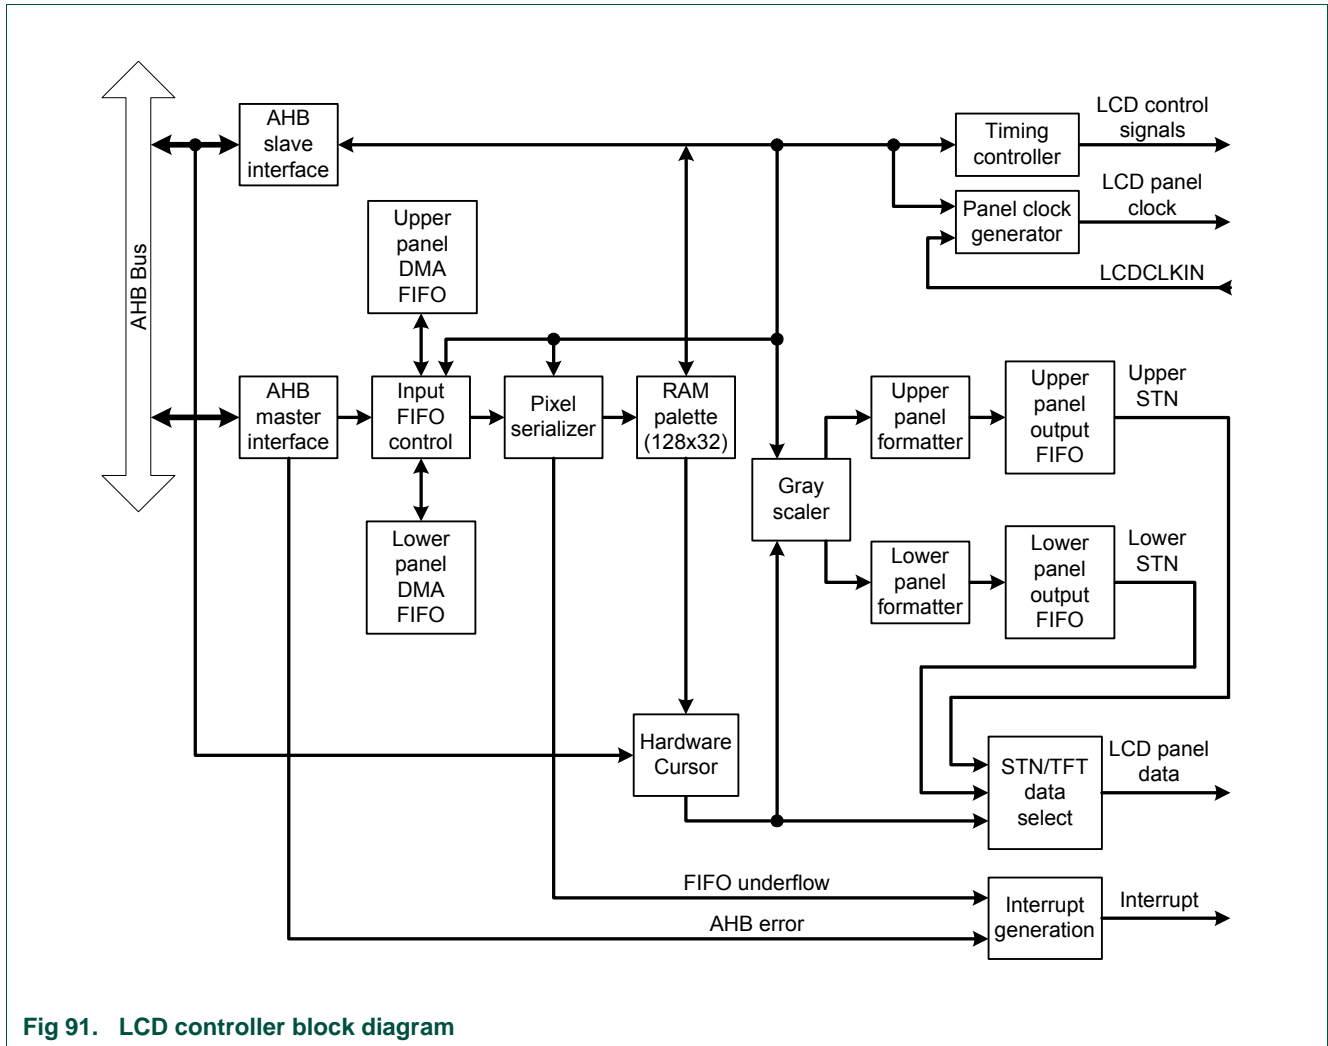 AHB
slave
interface
LCD control
signals
Timing
controller
LCD panel
clock
Panel clock
generator
LCDCLKIN
AHB Bus
Upper
panel
DMA
FIFO
AHB
master
interface
Input
FIFO
control
Pixel
serializer
RAM
palette
(128x32)
Upper
panel
formatter
Upper
panel
output
FIFO
Upper
STN
Gray
scaler
Lower
panel
DMA
FIFO
Lower
panel
formatter
Lower
panel
output
FIFO
Lower
STN
Hardware
Cursor
STN/TFT
data
select
LCD panel
data
FIFO underflow
AHB error
Interrupt
generation
Interrupt
Fig 91. LCD controller block diagram